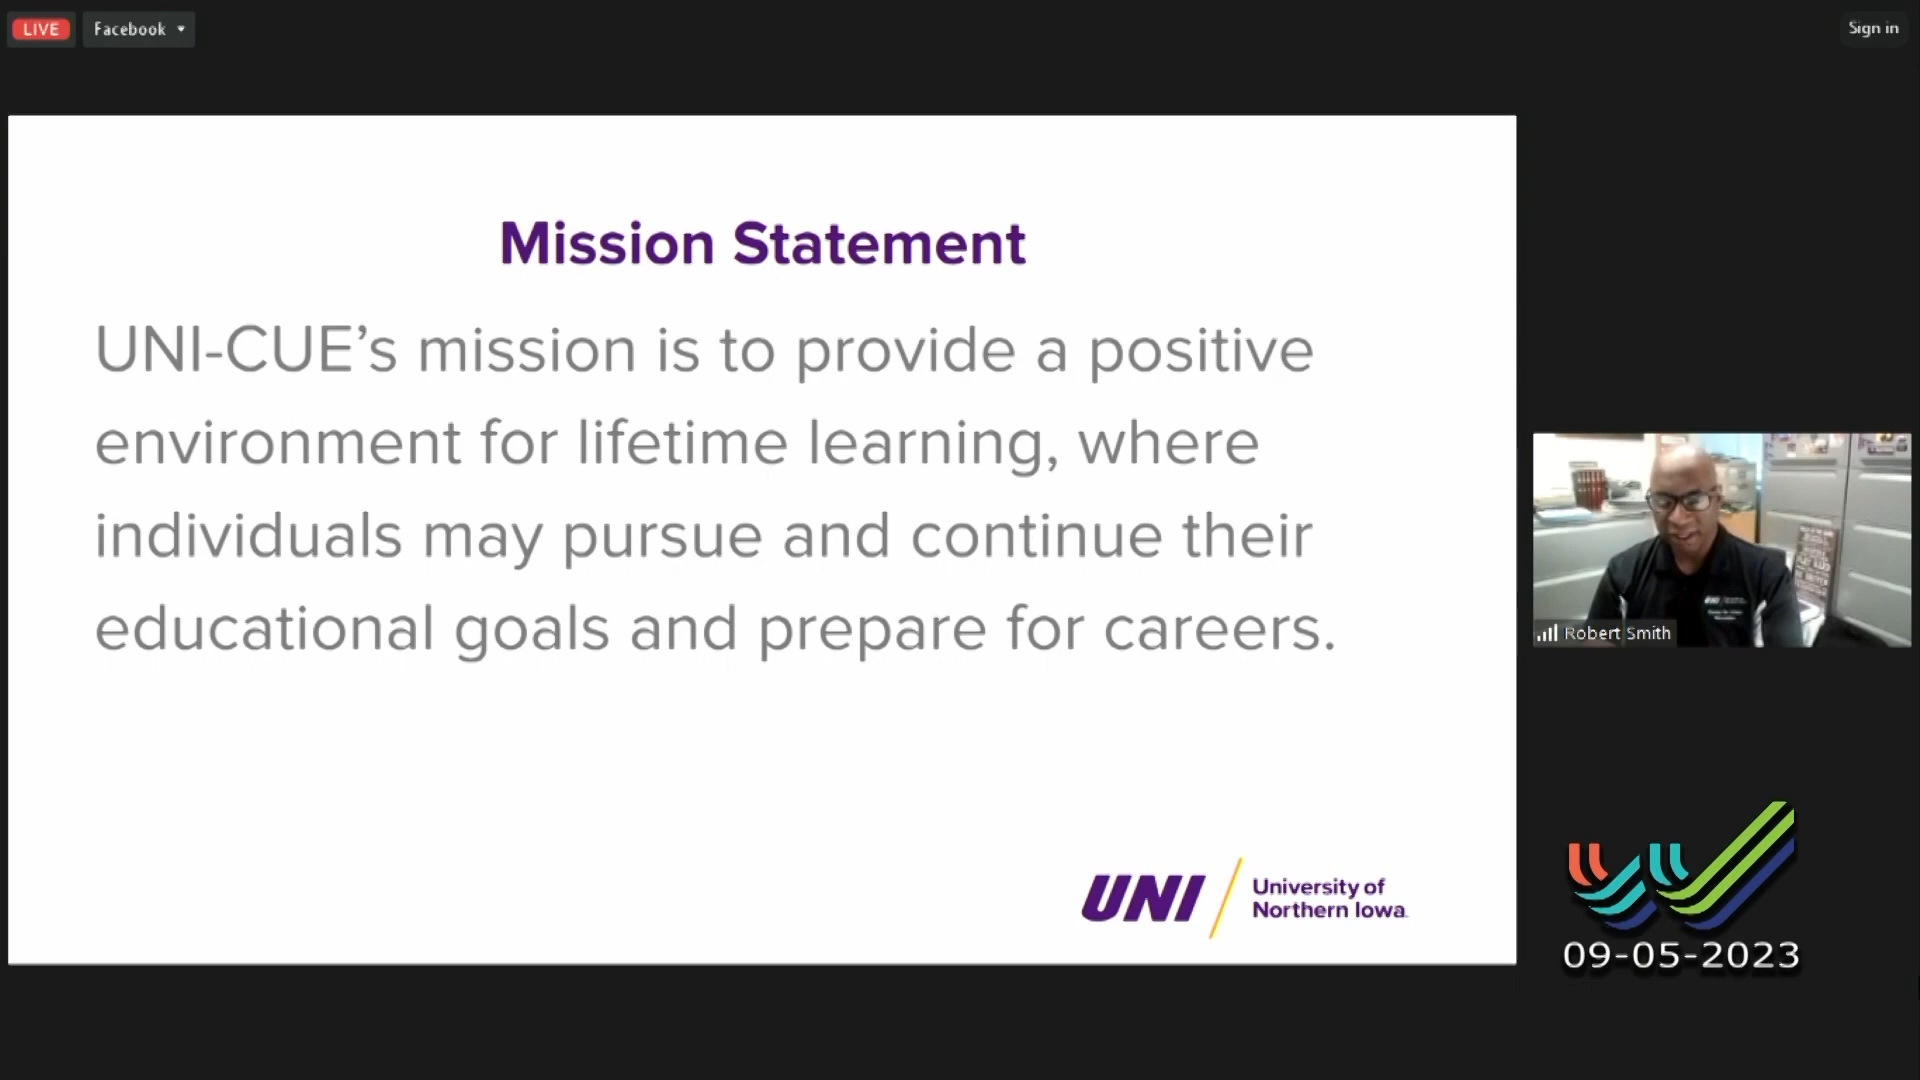 LIVE
Facebook
Sign in
Mission Statement
UNI-CUE’s mission is to provide a positive
environment for lifetime learning, where
individuals may pursue and continue their
educational goals and prepare for careers.
Robert Smith
UNI
University of
Northern Iowa
09-05-2023